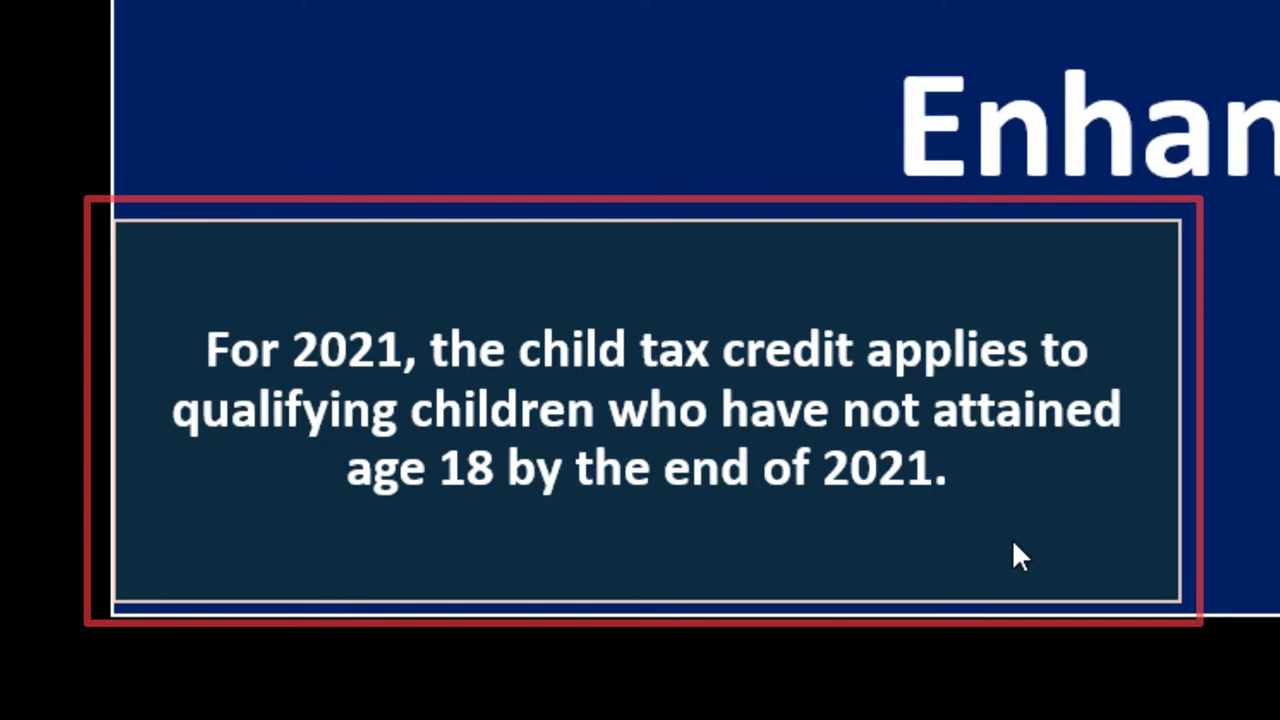 Enhan
For 2021, the child tax credit applies to
qualifying children who have not attained
age 18 by the end of 2021.